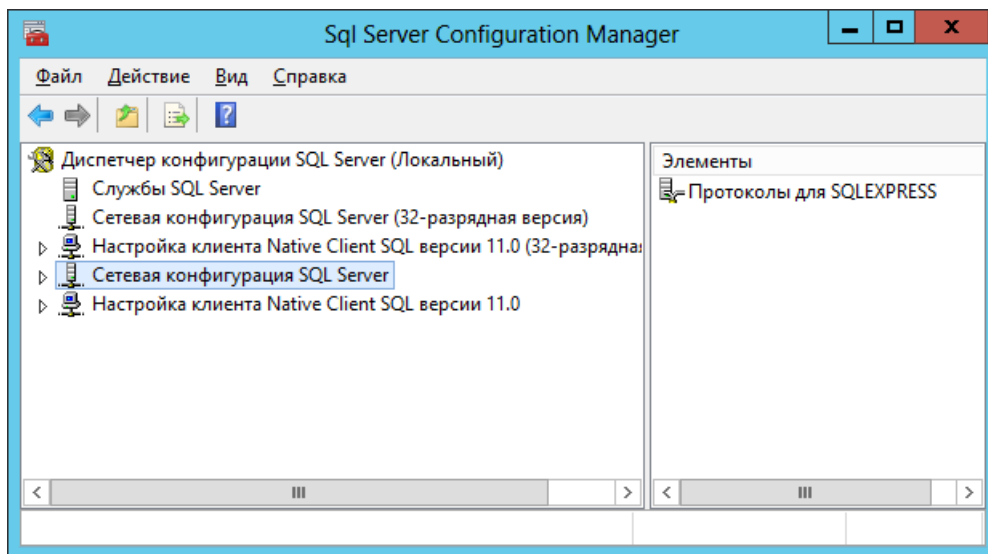 Sql Server Configuration Manager
Файл Действие Вид Справка
Диспетчер конфигурации SQL Server (Локальный)
Службы SQL Server
Сетевая конфигурация SQL Server (32-разрядная версия)
Настройка клиента Native Client SQL версии 11.0 (32-разрядная
Сетевая конфигурация SQL Server
Настройка клиента Native Client SQL версии 11.0
Элементы
Протоколы для SQLEXPRESS